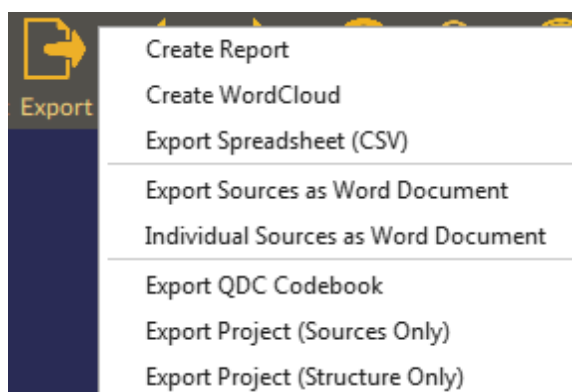 Export
Create Report
Create WordCloud
Export Spreadsheet (CSV)
Export Sources as Word Document
Individual Sources as Word Document
Export QDC Codebook
Export Project (Sources Only)
Export Project (Structure Only)